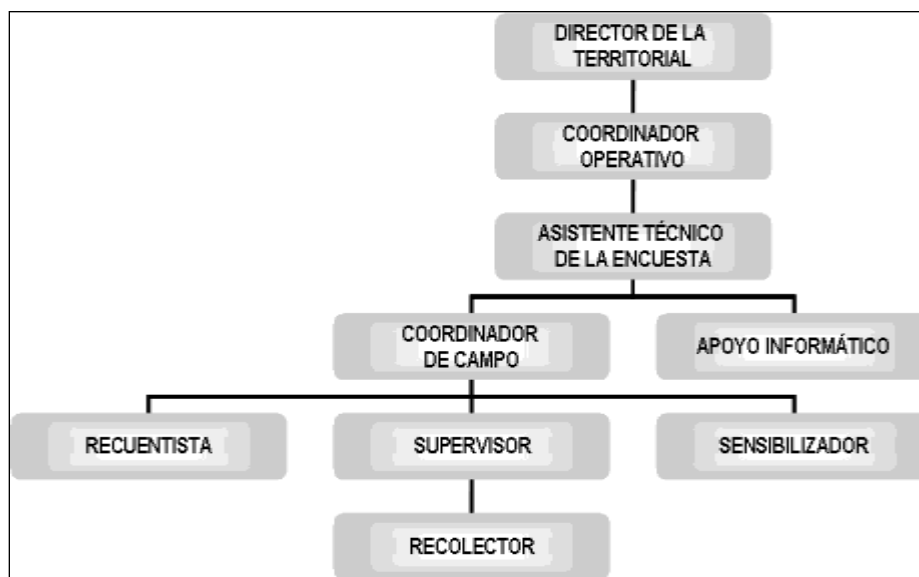 DIRECTOR DE LA
TERRITORIAL
COORDINADOR
OPERATIVO
ASISTENTE TÉCNICO
DE LA ENCUESTA
COORDINADOR
DE CAMPO
APOYO INFORMÁTICO
RECUENTISTA
SUPERVISOR
SENSIBILIZADOR
RECOLECTOR